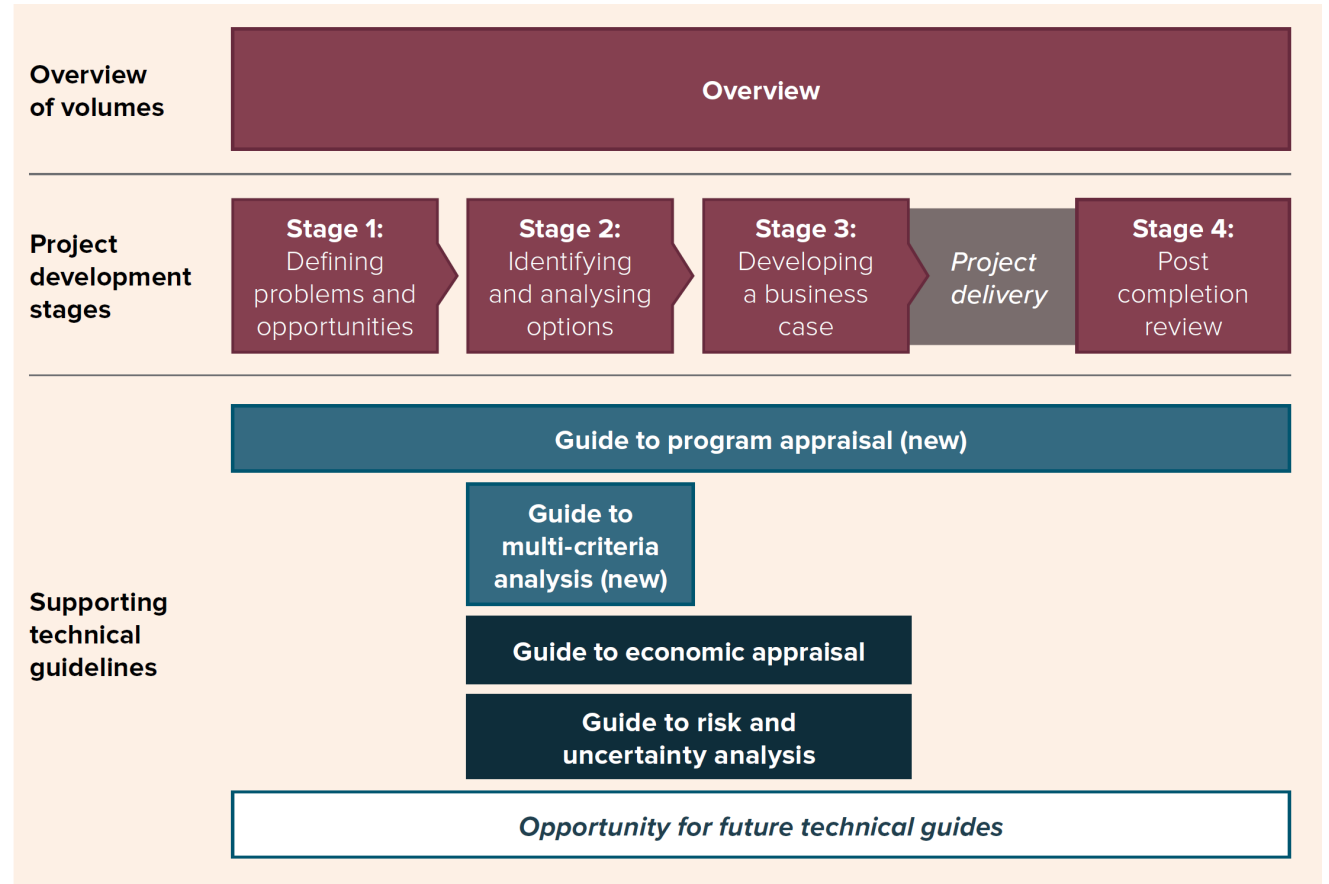 Overview
of volumes
Overview
Project
development
stages
Stage 1:
Defining
problems and
opportunities
Stage 2:
Identifying
and analysing
options
Stage 3:
Developing
a business
case
Project
delivery
Stage 4:
Post
completion
review
Supporting
technical
guidelines
Guide to program appraisal (new)
Guide to
multi-criteria
analysis (new)
Guide to economic appraisal
Guide to risk and
uncertainty analysis
Opportunity for future technical guides